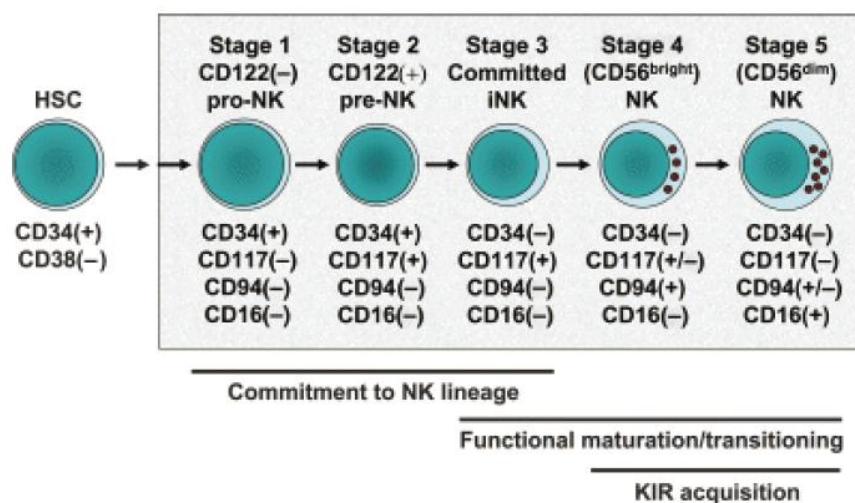 HSC
CD34(+)
CD38(–)
Stage 1
CD122(–)
pro-NK
CD34(+)
CD117(–)
CD94(–)
CD16(–)
Stage 2
CD122(+)
pre-NK
CD34(+)
CD117(+)
CD94(–)
CD16(–)
Stage 3
Committed
iNK
CD34(–)
CD117(+)
CD94(–)
CD16(–)
Stage 4
(CD56bright)
NK
CD34(–)
CD117(+/–)
CD94(+)
CD16(–)
Stage 5
(CD56dim)
NK
CD34(–)
CD117(–)
CD94(+/–)
CD16(+)
Commitment to NK lineage
Functional maturation/transitioning
KIR acquisition